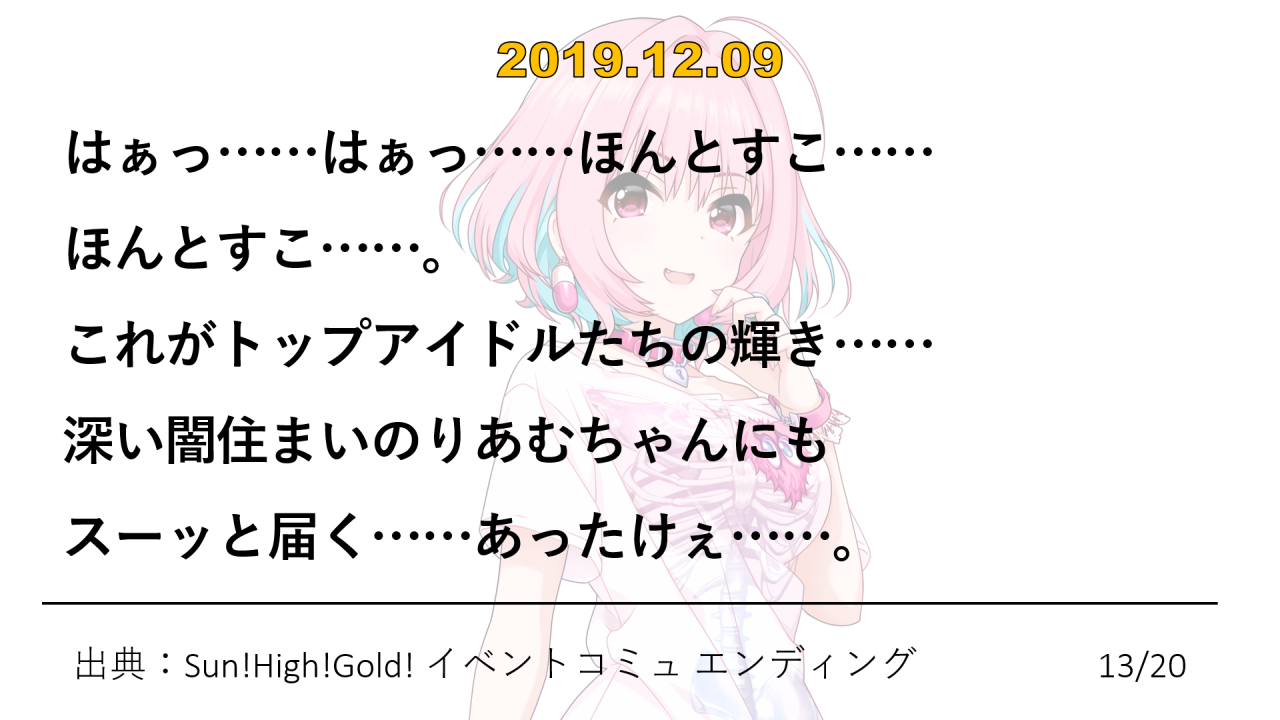 2019.12.09
はぁっ……はぁっ……ほんとすこ……
ほんとすこ……。
これがトップアイドルたちの輝き……
深い闇住まいのりあむちゃんにも
スーッと届く……あったけぇ……。
出典：Sun!High!Gold! イベントコミュ エンディング
13/20